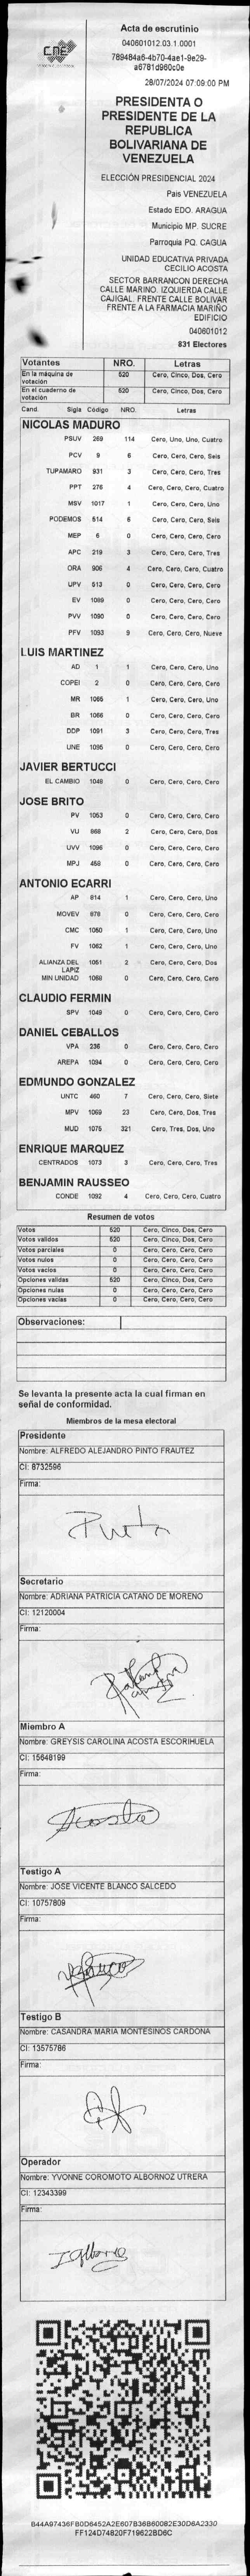 CNE
Acta de escrutinio
040601012.03.1.0001
789484a6-4b70-4ae1-9e29-
a6781d960c0e
28/07/2024 07:09:00 PM
PRESIDENTA O
PRESIDENTE DE LA
REPUBLICA
BOLIVARIANA DE
VENEZUELA
ELECCIÓN PRESIDENCIAL 2024
Pais VENEZUELA
Estado EDO. ARAGUA
Municipio MP. SUCRE
Parroquia PQ. CAGUA
UNIDAD EDUCATIVA PRIVADA
CECILIO ACOSTA
SECTOR BARRANCON DERECHA
CALLE MARIÑO. IZQUIERDA CALLE
CAJIGAL. FRENTE CALLE BOLIVAR
FRENTE A LA FARMACIA MARIÑO
EDIFICIO
040601012
831 Electores
Votantes NRO. Letras
En la máquina de votación 520 Cero, Cinco, Dos, Cero
En el cuaderno de votación 520 Cero, Cinco, Dos, Cero
Cand. Sigla Código NRO. Letras
NICOLAS MADURO
PSUV 269 114 Cero, Uno, Uno, Cuatro
PCV 9 6 Cero, Cero, Cero, Seis
TUPAMARO 931 3 Cero, Cero, Cero, Tres
PPT 276 4 Cero, Cero, Cero, Cuatro
MSV 1017 1 Cero, Cero, Cero, Uno
PODEMOS 514 6 Cero, Cero, Cero, Seis
MEP 6 0 Cero, Cero, Cero, Cero
APC 219 3 Cero, Cero, Cero, Tres
ORA 906 4 Cero, Cero, Cero, Cuatro
UPV 513 0 Cero, Cero, Cero, Cero
EV 1089 0 Cero, Cero, Cero, Cero
PVV 1090 0 Cero, Cero, Cero, Cero
PFV 1093 9 Cero, Cero, Cero, Nueve
LUIS MARTINEZ
AD 1 1 Cero, Cero, Cero, Uno
COPEI 2 0 Cero, Cero, Cero, Cero
MR 1065 1 Cero, Cero, Cero, Uno
BR 1066 0 Cero, Cero, Cero, Cero
DDP 1091 3 Cero, Cero, Cero, Tres
UNE 1095 0 Cero, Cero, Cero, Cero
JAVIER BERTUCCI
EL CAMBIO 1048 0 Cero, Cero, Cero, Cero
JOSE BRITO
PV 1053 0 Cero, Cero, Cero, Cero
VU 868 2 Cero, Cero, Cero, Dos
UVV 1096 0 Cero, Cero, Cero, Cero
MPJ 458 0 Cero, Cero, Cero, Cero
ANTONIO ECARRI
AP 814 1 Cero, Cero, Cero, Uno
MOVEV 978 0 Cero, Cero, Cero, Cero
CMC 1050 1 Cero, Cero, Cero, Uno
FV 1062 1 Cero, Cero, Cero, Uno
ALIANZA DEL LAPIZ 1051 2 Cero, Cero, Cero, Dos
MIN UNIDAD 1068 0 Cero, Cero, Cero, Cero
CLAUDIO FERMIN
SPV 1049 0 Cero, Cero, Cero, Cero
DANIEL CEBALLOS
VPA 236 0 Cero, Cero, Cero, Cero
AREPA 1094 0 Cero, Cero, Cero, Cero
EDMUNDO GONZALEZ
UNTC 460 7 Cero, Cero, Cero, Siete
MPV 1069 23 Cero, Cero, Dos, Tres
MUD 1075 321 Cero, Tres, Dos, Uno
ENRIQUE MARQUEZ
CENTRADOS 1073 3 Cero, Cero, Cero, Tres
BENJAMIN RAUSSEO
CONDE 1092 4 Cero, Cero, Cero, Cuatro
Resumen de votos
Votos 520 Cero, Cinco, Dos, Cero
Votos validos 520 Cero, Cinco, Dos, Cero
Votos parciales 0 Cero, Cero, Cero, Cero
Votos nulos 0 Cero, Cero, Cero, Cero
Votos vacios 0 Cero, Cero, Cero, Cero
Opciones validas 520 Cero, Cinco, Dos, Cero
Opciones nulas 0 Cero, Cero, Cero, Cero
Opciones vacias 0 Cero, Cero, Cero, Cero
Observaciones:
Se levanta la presente acta la cual firman en
señal de conformidad.
Miembros de la mesa electoral
Presidente
Nombre: ALFREDO ALEJANDRO PINTO FRAUTEZ
CI: 8732596
Firma:
Pinto
Secretario
Nombre: ADRIANA PATRICIA CATAÑO DE MORENO
CI: 12120004
Firma:
Miembro A
Nombre: GREYSIS CAROLINA ACOSTA ESCORIHUELA
CI: 15648199
Firma:
Acosta
Testigo A
Nombre: JOSE VICENTE BLANCO SALCEDO
CI: 10757809
Firma:
Testigo B
Nombre: CASANDRA MARIA MONTESINOS CARDONA
CI: 13575786
Firma:
Operador
Nombre: YVONNE COROMOTO ALBORNOZ UTRERA
CI: 12343399
Firma:
B44A97436FB0D6452A2E607B36B60082E30D6A2330
FF124D74820F719622BD6C